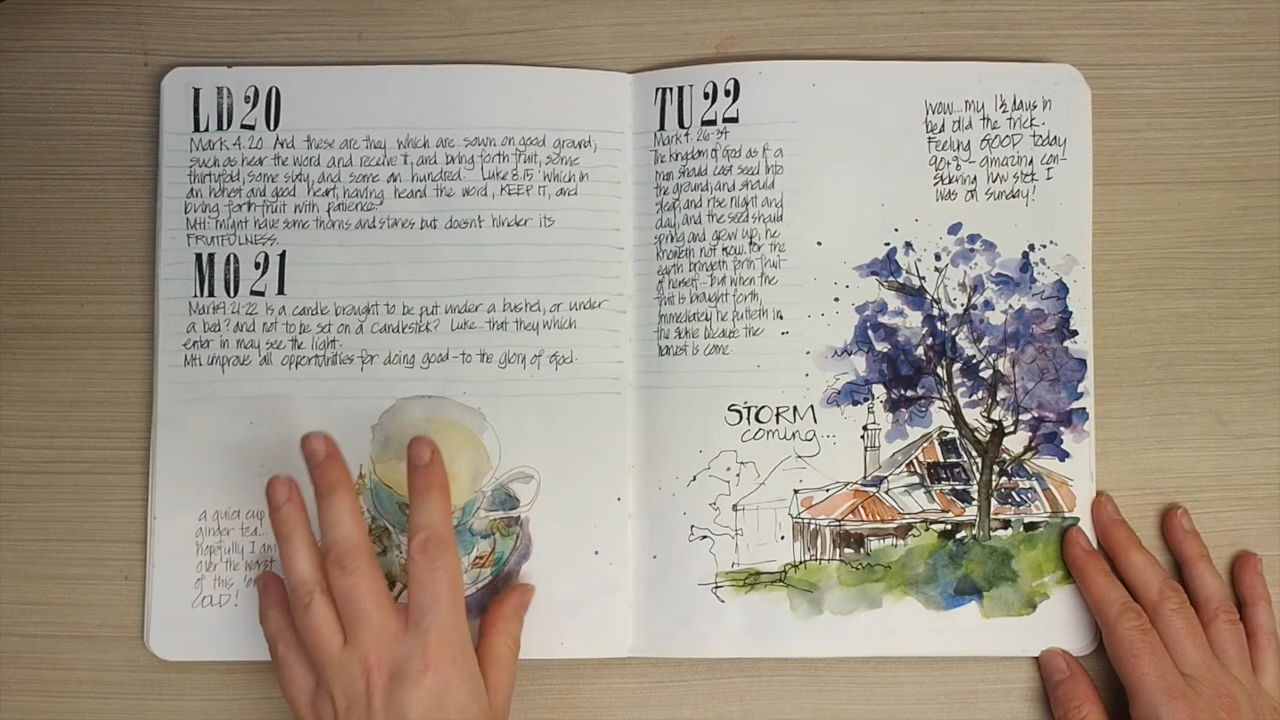 LD 20
Mark 4.20 And these are they which are sown on good ground;
such as hear the word and receive it, and bring forth fruit, some
thirtyfold, some sixty, and some an hundred. Luke 8.15 which in
an honest and good heart, having heard the word, KEEP IT, and
bring forth fruit with patience.
MH: might have some thorns and stones but doesn't hinder its
FRUITFULNESS.
MO 21
Mark 4.21-22 Is a candle brought to be put under a bushel, or under
a bed? and not to be set on a candlestick? Luke that they which
enter in may see the light.
MH improve all opportunities for doing good - to the glory of God.
a quiet cup
ginger tea...
hopefully I am
over the worst
of this
COLD!
TU 22
Mark 4. 26-34
The kingdom of God as if a
man should cast seed into
the ground; and should
sleep, and rise night and
day, and the seed should
spring and grow up, he
knoweth not how. for the
earth bringeth forth fruit
of herself... but when the
fruit is brought forth,
immediately he putteth in
the sickle because the
harvest is come.
Wow...my 1½ days in
bed did the trick.
Feeling GOOD today
90+% - amazing con-
sidering how sick I
was on Sunday!
STORM
coming...